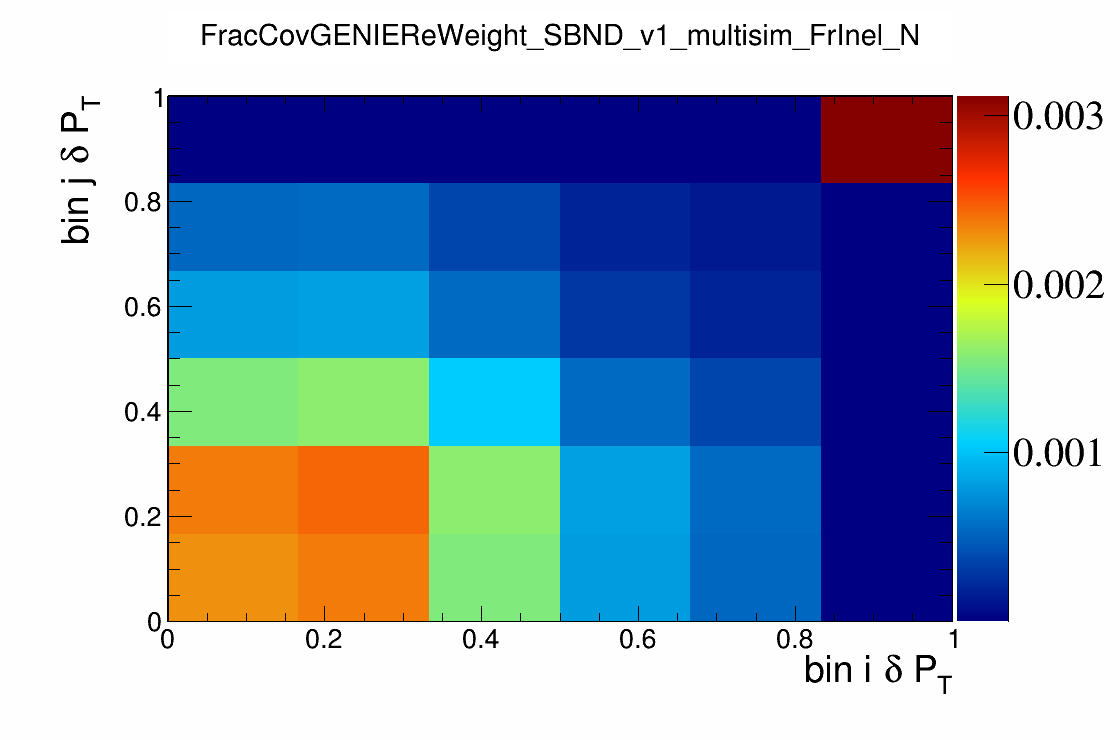 FracCovGENIEReWeight_SBND_v1_multisim_FrInel_N
bin j δ P_T
1
0.8
0.6
0.4
0.2
0
0 0.2 0.4 0.6 0.8 1
bin i δ P_T
0.003
0.002
0.001